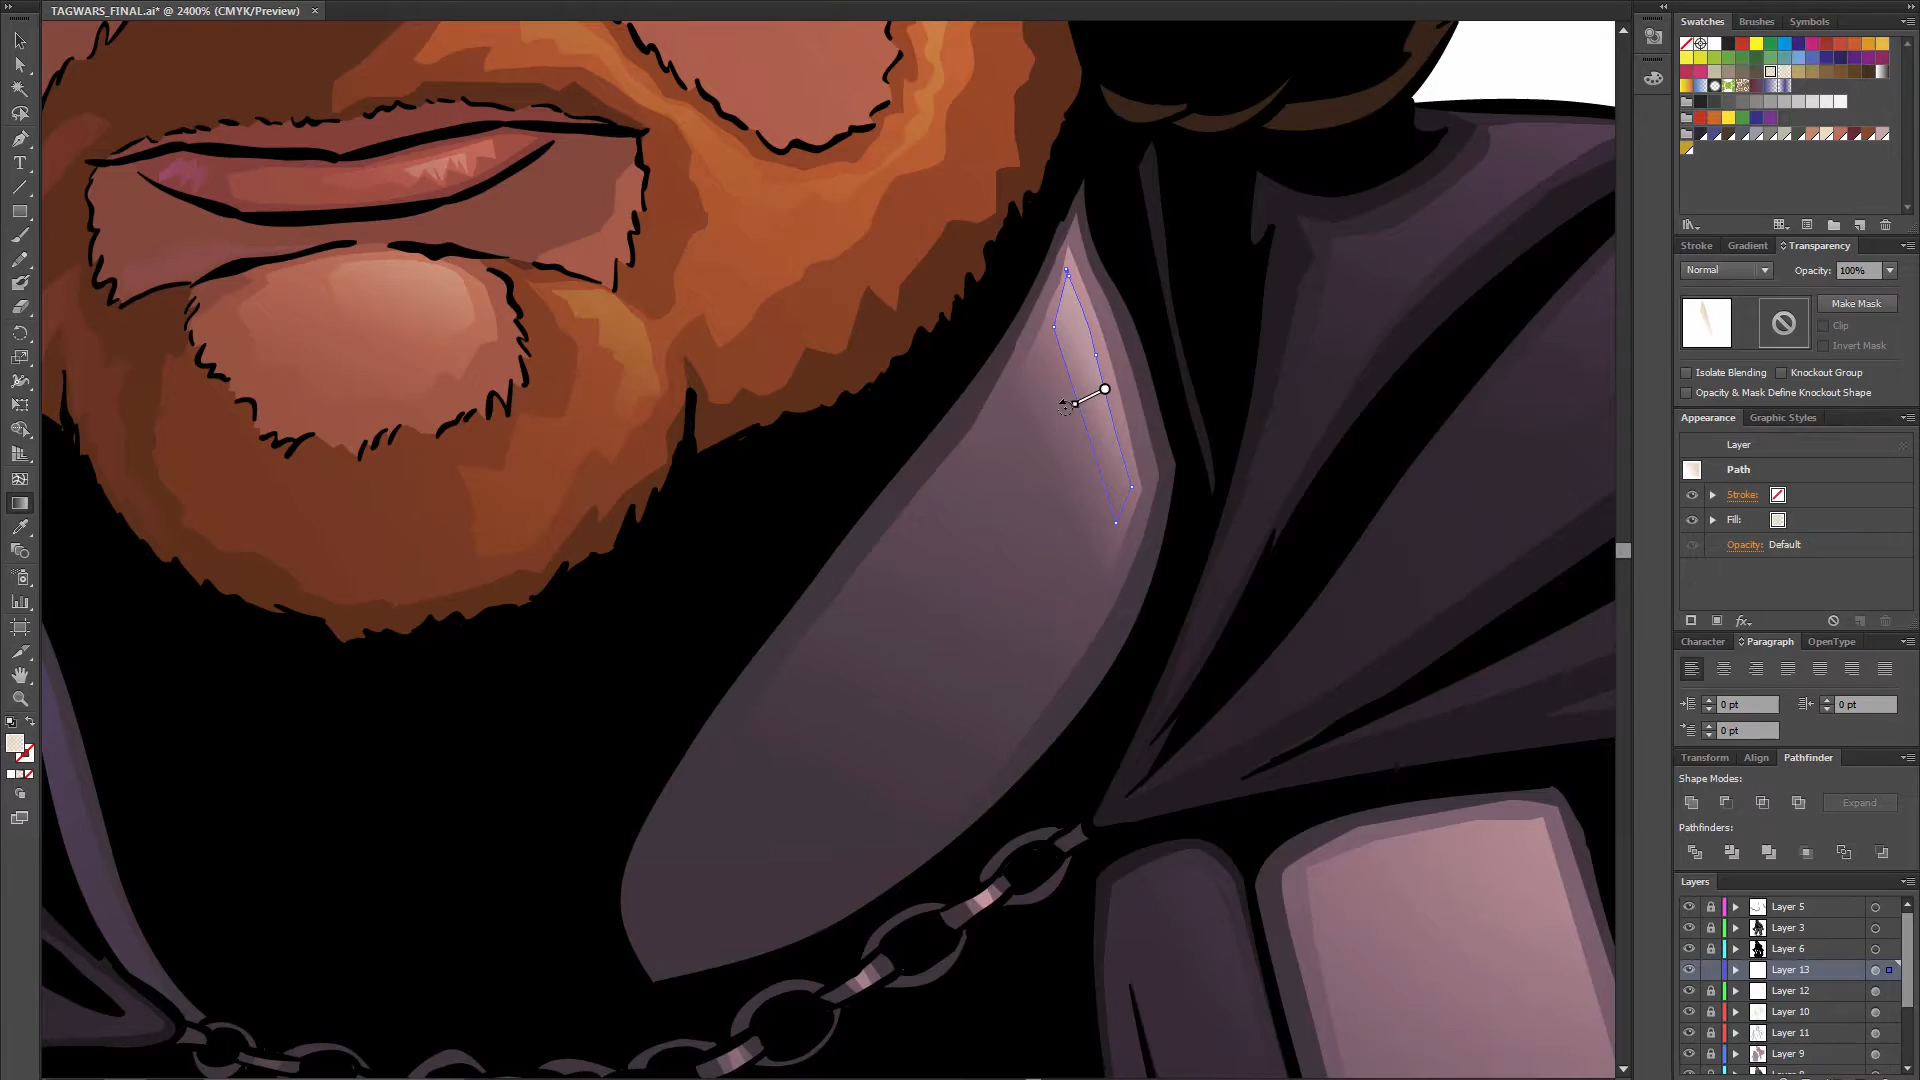 TAGWARS_FINAL.ai* @ 2400% (CMYK/Preview)
Swatches Brushes Symbols
Stroke Gradient Transparency
Normal Opacity: 100%
Make Mask
Clip
Invert Mask
Isolate Blending Knockout Group
Opacity & Mask Define Knockout Shape
Appearance Graphic Styles
Layer
Path
Stroke:
Fill:
Opacity: Default
fx
Character Paragraph OpenType
0 pt 0 pt
0 pt
Transform Align Pathfinder
Shape Modes:
Expand
Pathfinders:
Layers
Layer 5
Layer 3
Layer 6
Layer 13
Layer 12
Layer 10
Layer 11
Layer 9